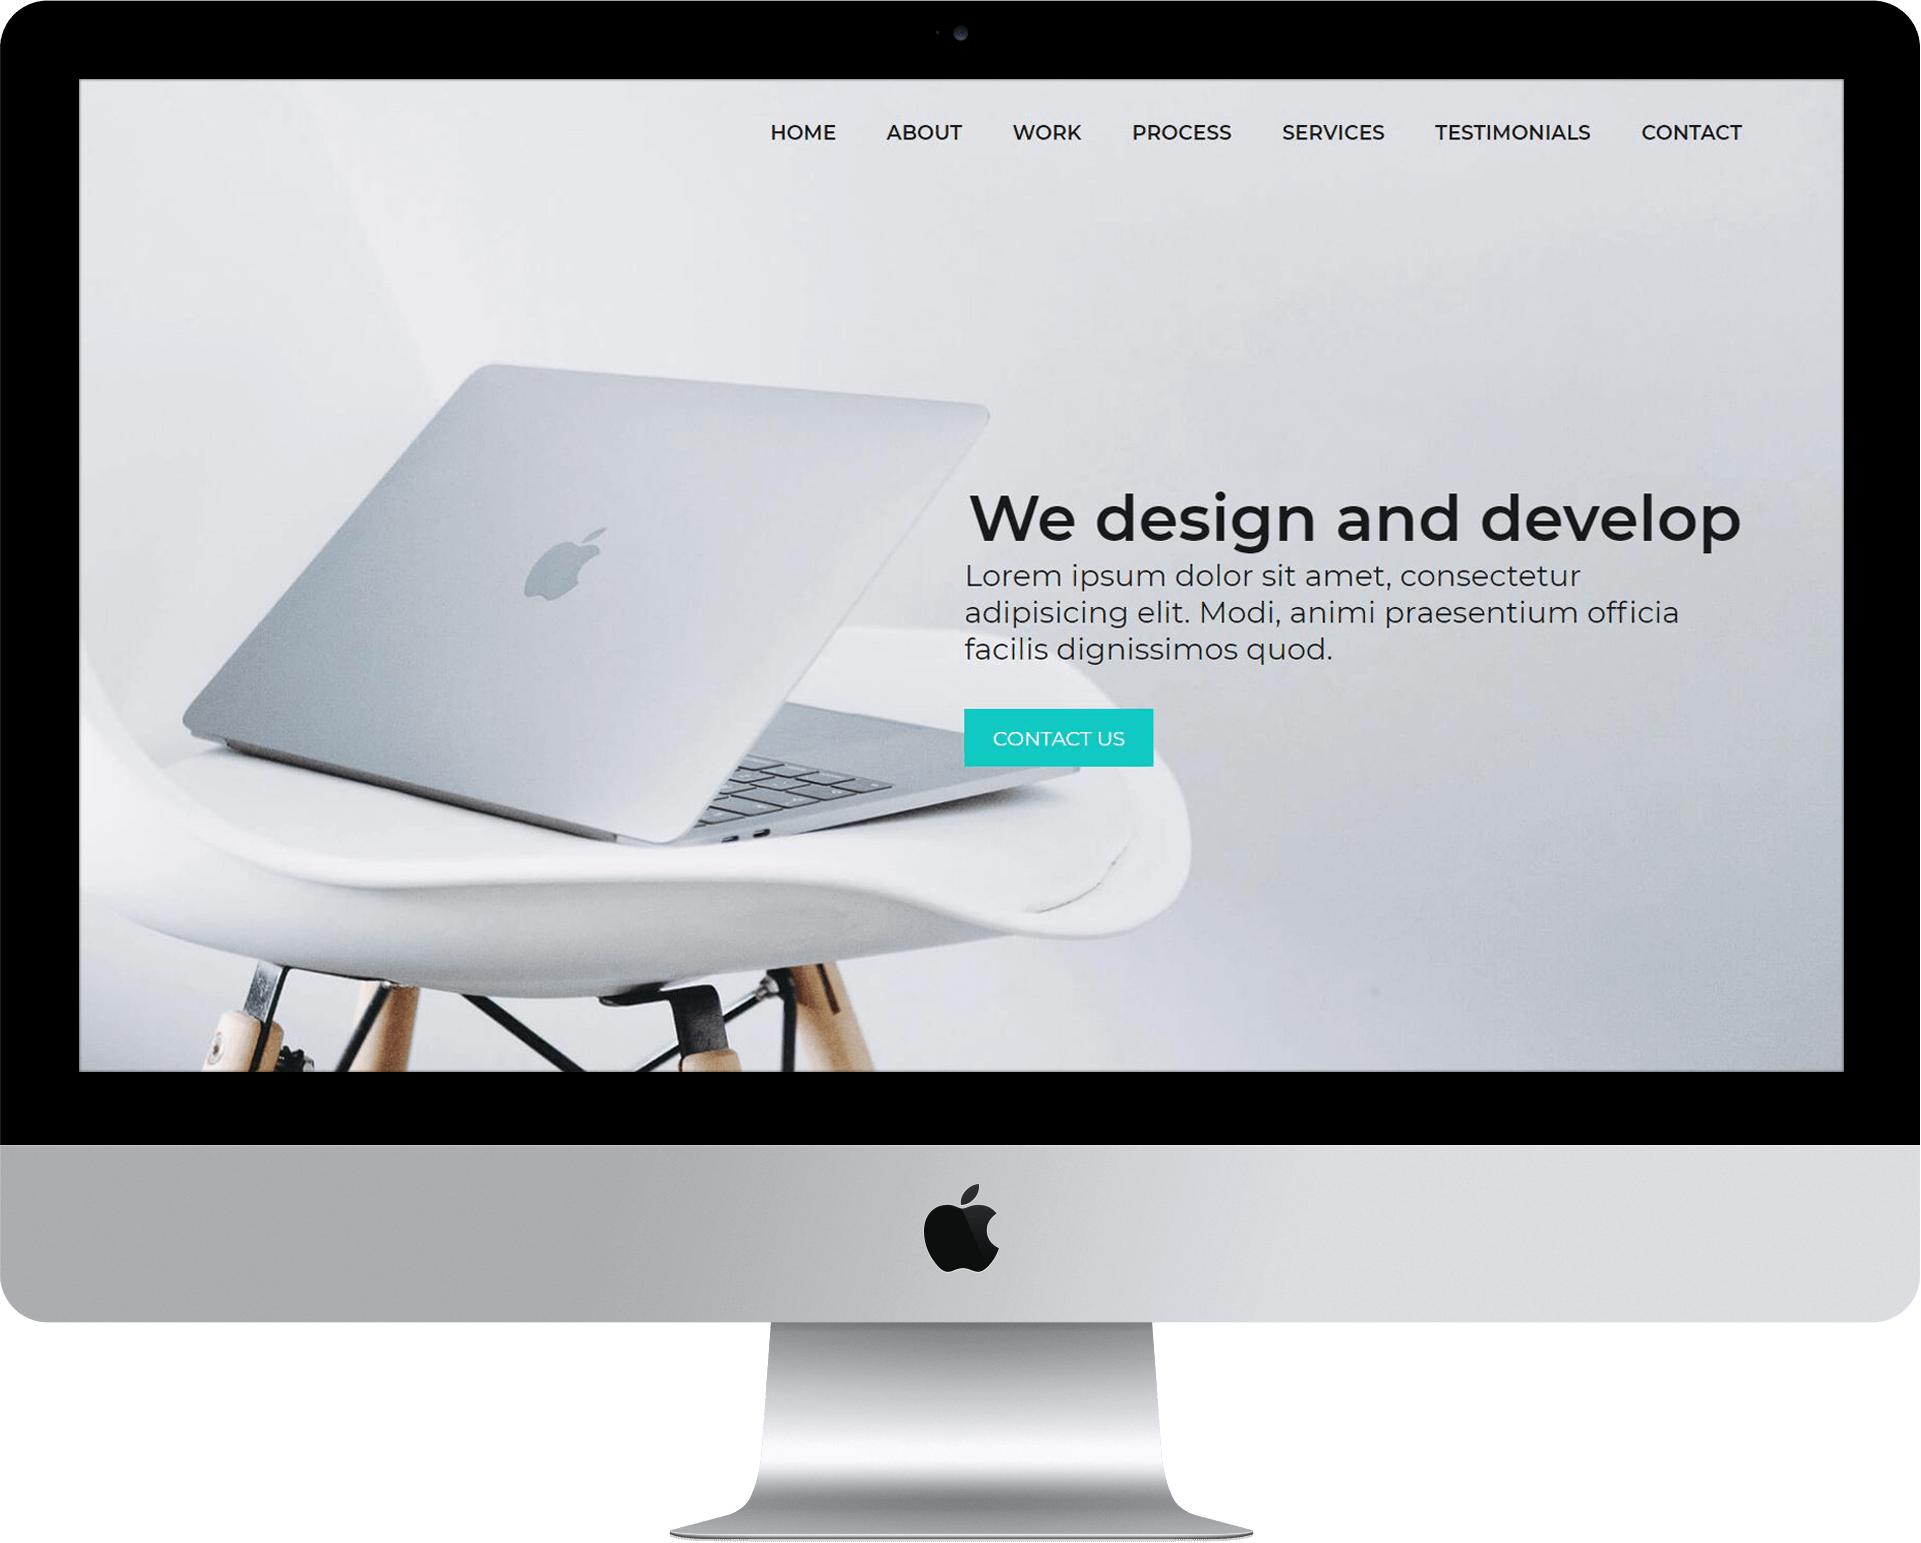 HOME ABOUT WORK PROCESS SERVICES TESTIMONIALS CONTACT
We design and develop
Lorem ipsum dolor sit amet, consectetur
adipisicing elit. Modi, animi praesentium officia
facilis dignissimos quod.
CONTACT US